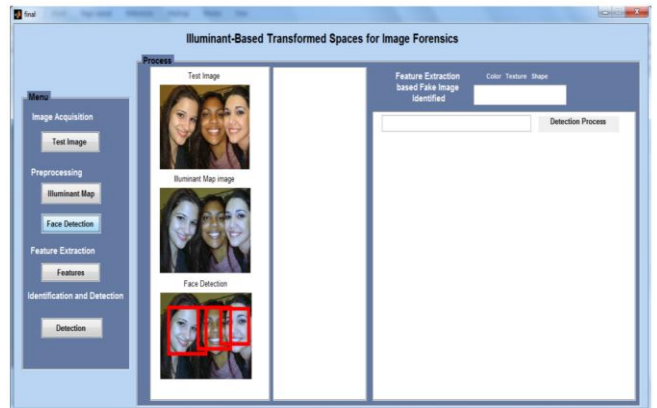 final
Illuminant-Based Transformed Spaces for Image Forensics
Menu
Image Acquisition
Test Image
Preprocessing
Illuminant Map
Face Detection
Feature Extraction
Features
Identification and Detection
Detection
Process
Test Image
Illuminant Map image
Face Detection
Feature Extraction
based Fake Image
Identified
Color Texture Shape
Detection Process